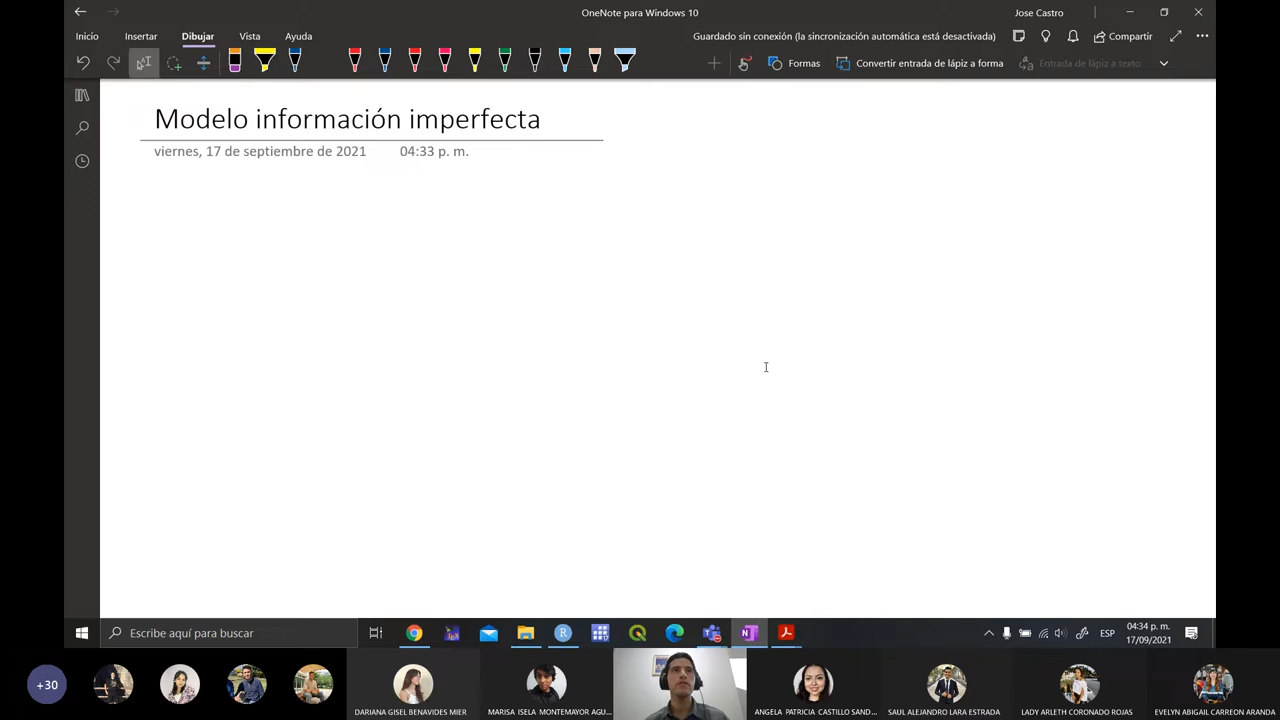 OneNote para Windows 10
Jose Castro
Inicio
Insertar
Dibujar
Vista
Ayuda
Guardado sin conexión (la sincronización automática está desactivada)
Compartir
Formas
Convertir entrada de lápiz a forma
Entrada de lápiz a texto
Modelo información imperfecta
viernes, 17 de septiembre de 2021 04:33 p. m.
Escribe aquí para buscar
17
N
ESP
04:34 p. m.
17/09/2021
+30
DARIANA GISEL BENAVIDES MIER
MARISA ISELA MONTEMAYOR AGU...
ANGELA PATRICIA CASTILLO SAND...
SAUL ALEJANDRO LARA ESTRADA
LADY ARLETH CORONADO ROJAS
EVELYN ABIGAIL CARREON ARANDA